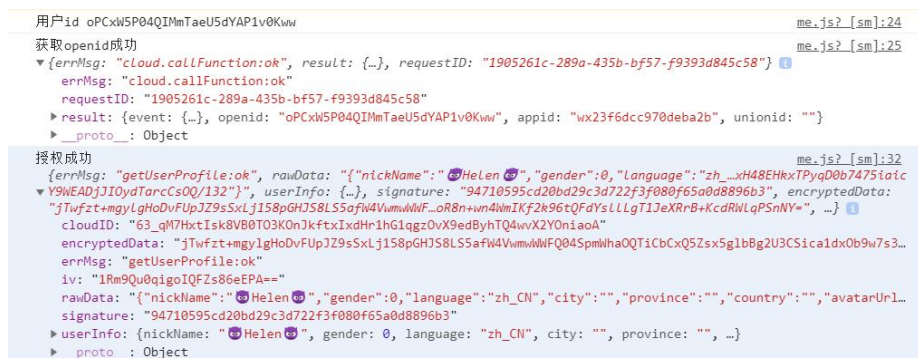 用户id oPCxW5P04QIMmTaeU5dYAP1v0Kww me.js? [sm]:24
获取openid成功 me.js? [sm]:25
▼{errMsg: "cloud.callFunction:ok", result: {…}, requestID: "1905261c-289a-435b-bf57-f9393d845c58"}
errMsg: "cloud.callFunction:ok"
requestID: "1905261c-289a-435b-bf57-f9393d845c58"
▶result: {event: {…}, openid: "oPCxW5P04QIMmTaeU5dYAP1v0Kww", appid: "wx23f6dcc970deba2b", unionid: ""}
▶__proto__: Object
授权成功 me.js? [sm]:32
{errMsg: "getUserProfile:ok", rawData: "{"nickName":"😈Helen😈","gender":0,"language":"zh_…xH48EHkxTPyqD0b7475iaic
▼Y9WEADjJIOydTarcCsOQ/132"}", userInfo: {…}, signature: "94710595cd20bd29c3d722f3f080f65a0d8896b3", encryptedData:
"jTwfzt+mgylgHoDvFUpJZ9sSxLj158pGHJS8LS5afW4VwmwWWF…oR8n+wn4WmIKf2k96tQFdYslLLgT1JeXRrB+KcdRWLqPSnNY=", …}
cloudID: "63_qM7HxtIsk8VB0TO3KOnJkftxIxdHr1hG1qgzOvX9edByhTQ4wvX2YOniaoA"
encryptedData: "jTwfzt+mgylgHoDvFUpJZ9sSxLj158pGHJS8LS5afW4VwmwWWFQ04SpmWhaOQTiCbCxQ5Zsx5glbBg2U3CSica1dxOb9w7s3…
errMsg: "getUserProfile:ok"
iv: "1Rm9Qu0qigoIQFZs86eEPA=="
rawData: "{"nickName":"😈Helen😈","gender":0,"language":"zh_CN","city":"","province":"","country":"","avatarUrl…
signature: "94710595cd20bd29c3d722f3f080f65a0d8896b3"
▶userInfo: {nickName: "😈Helen😈", gender: 0, language: "zh_CN", city: "", province: "", …}
▶__proto__: Object